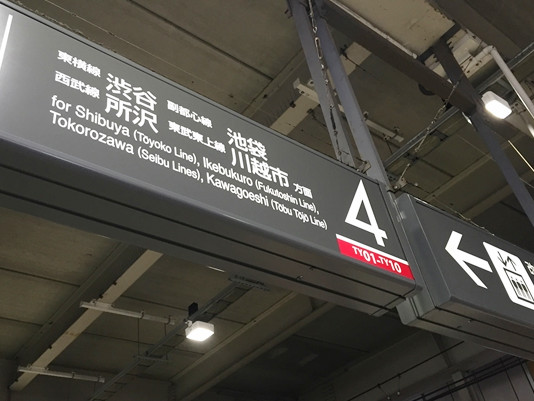 東横線 渋谷 副都心線 池袋
西武線 所沢 東武東上線 川越市 方面
for Shibuya (Tōyoko Line), Ikebukuro (Fukutoshin Line),
Tokorozawa (Seibu Lines), Kawagoeshi (Tobu Tōjō Line)
4
TY01-TY10